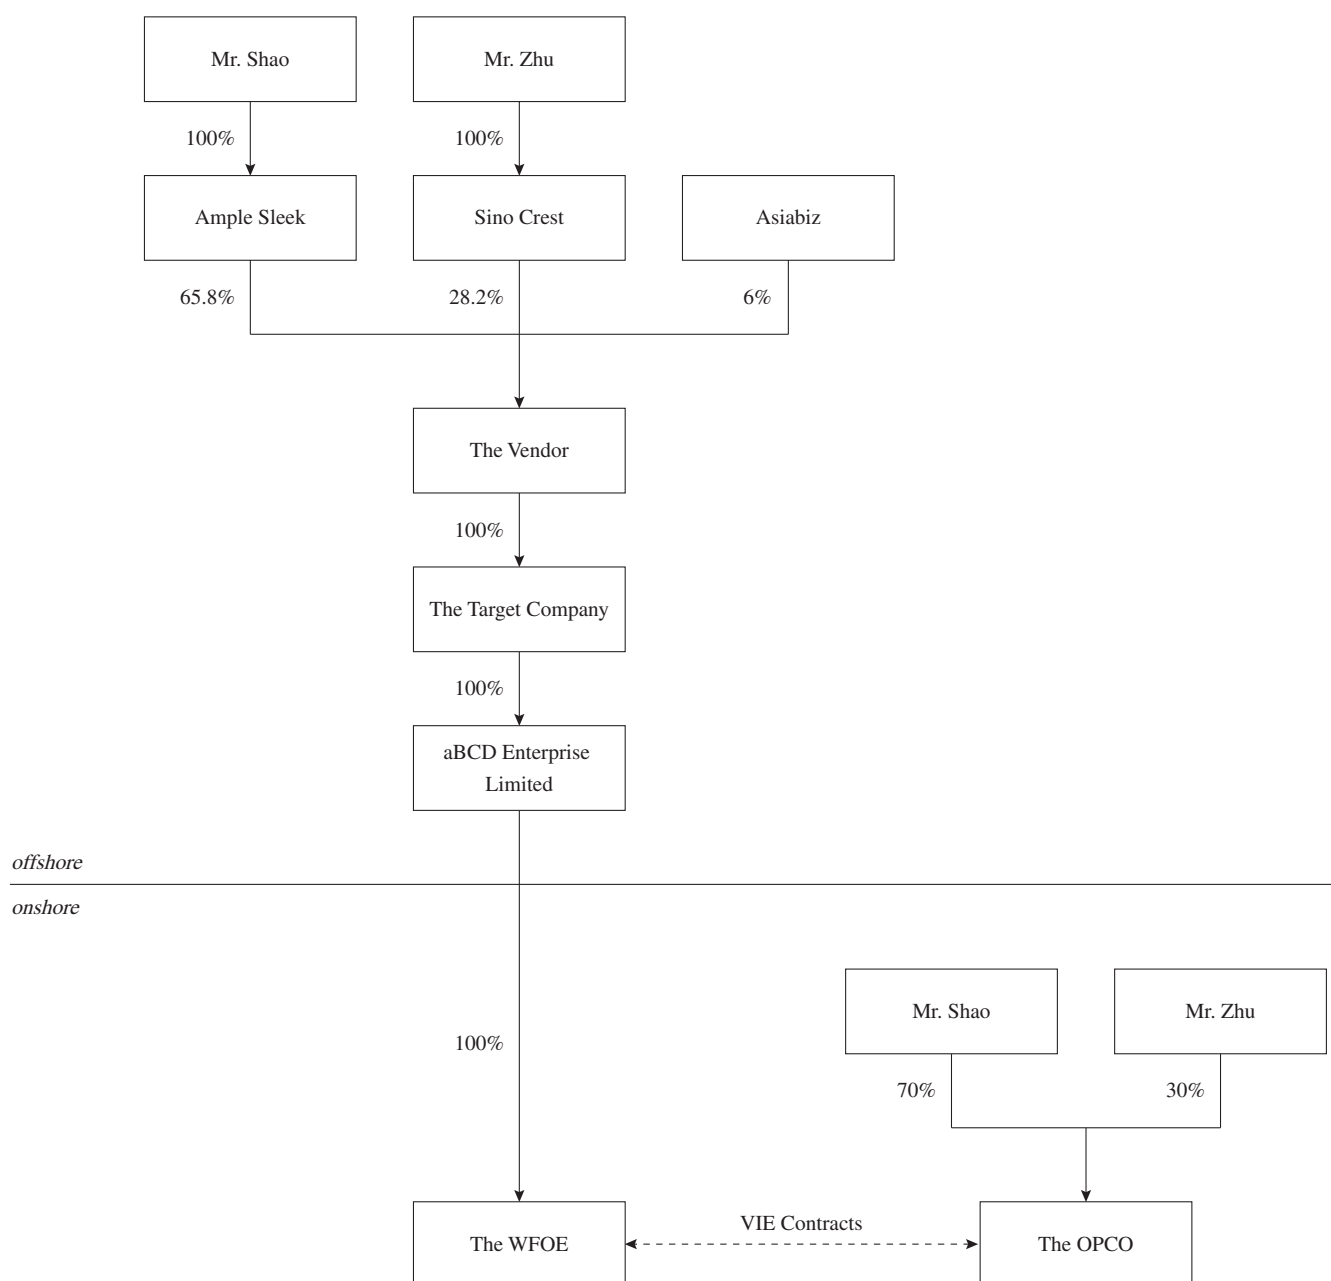 Mr. Shao
Mr. Zhu
100%
100%
Ample Sleek
Sino Crest
Asiabiz
65.8%
28.2%
6%
The Vendor
100%
The Target Company
100%
aBCD Enterprise
Limited
offshore
onshore
Mr. Shao
Mr. Zhu
100%
70%
30%
VIE Contracts
The WFOE
The OPCO